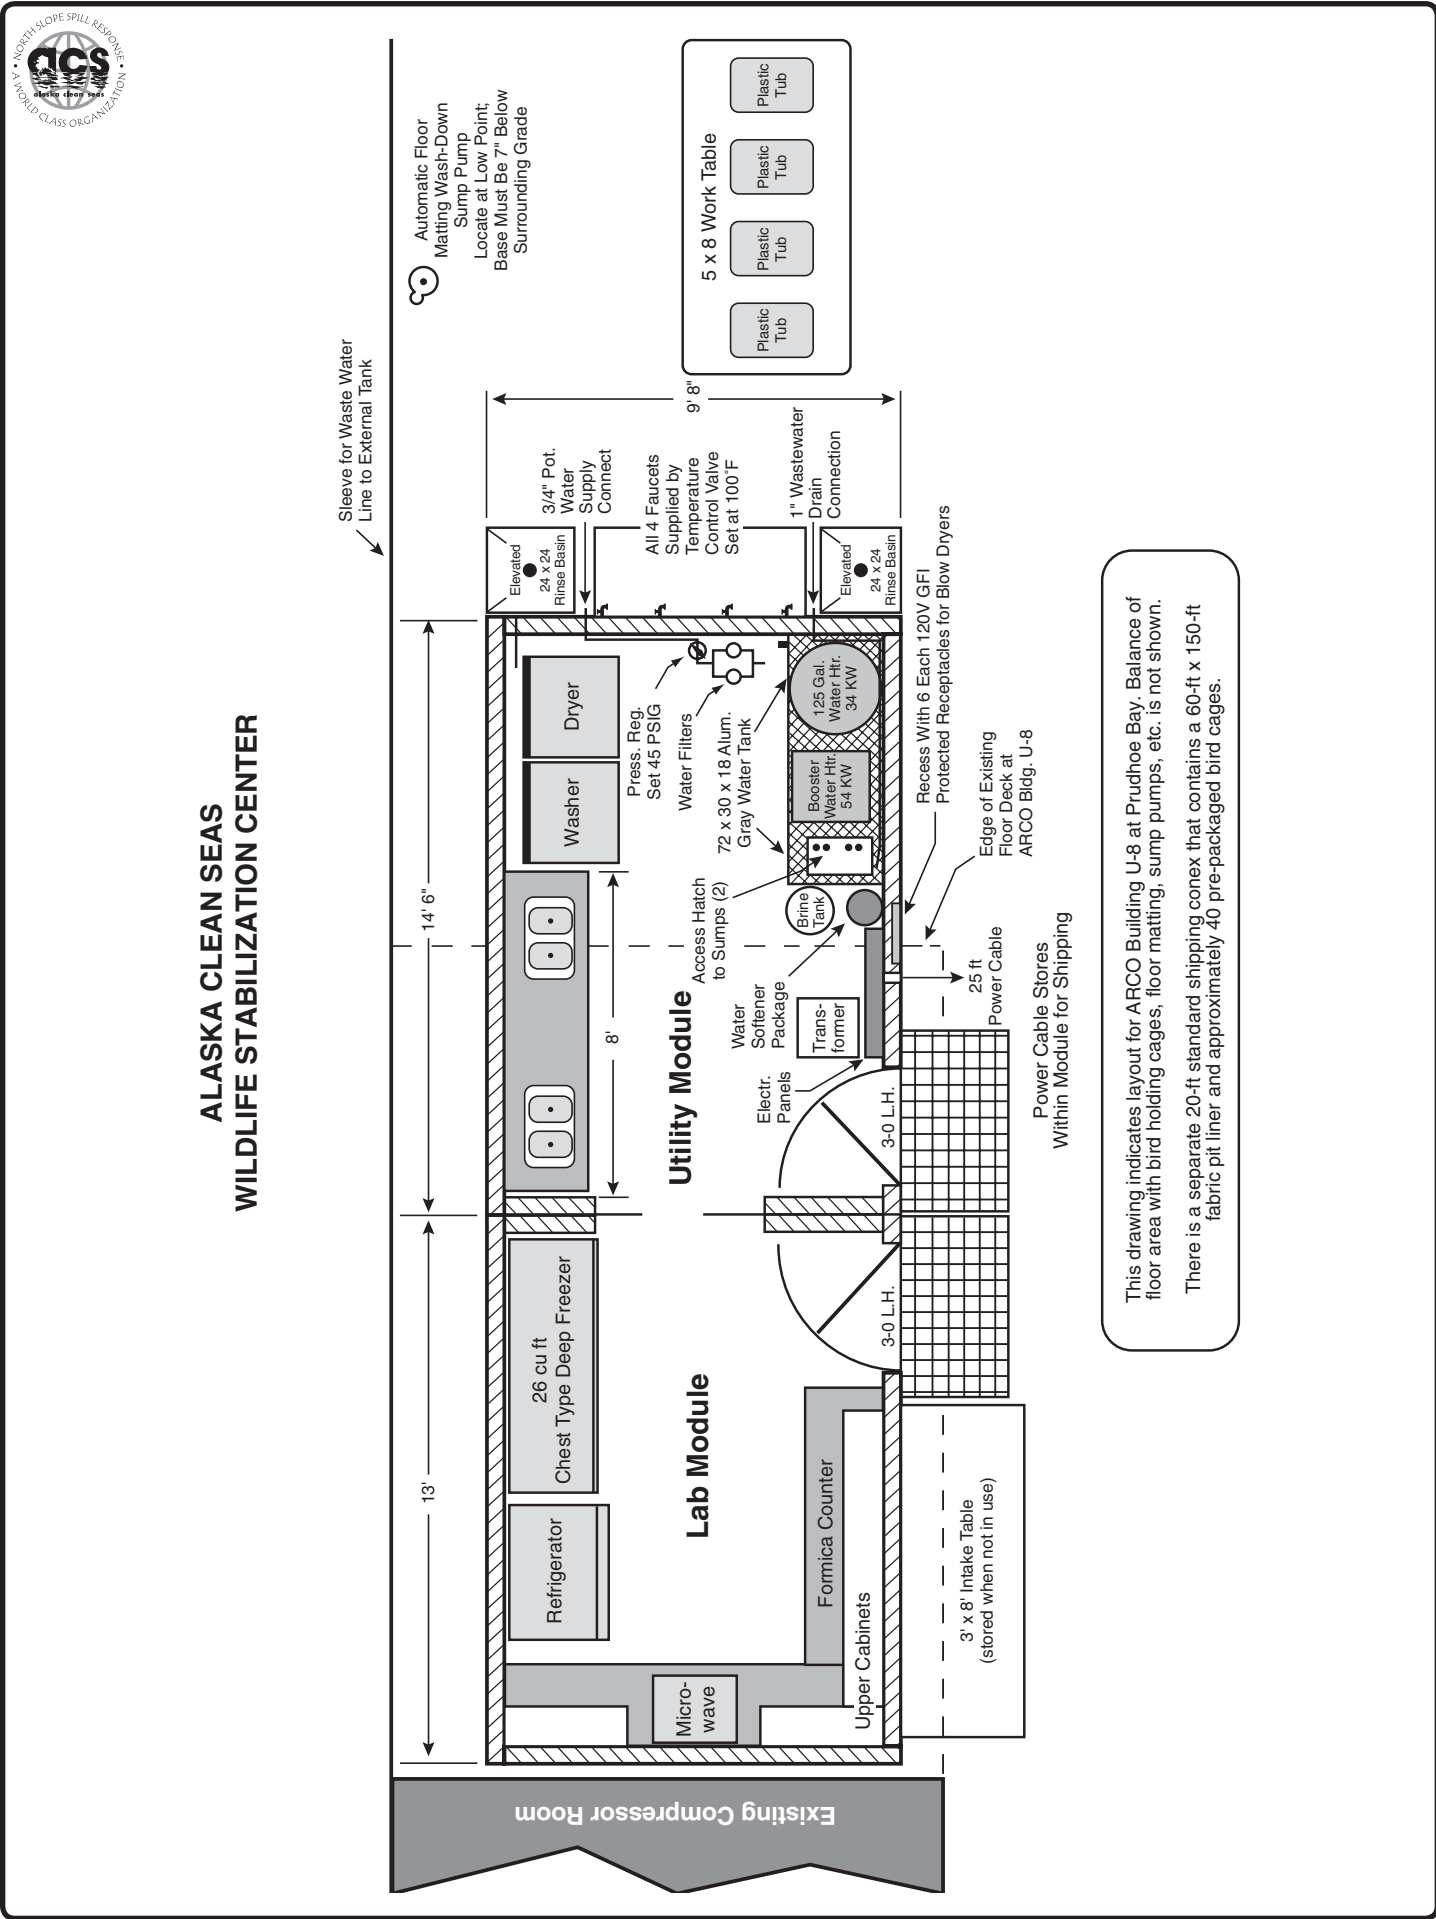 A WORLD CLASS ORGANIZATION • NORTH SLOPE SPILL RESPONSE •
acs
alaska clean seas
ALASKA CLEAN SEAS
WILDLIFE STABILIZATION CENTER
Sleeve for Waste Water
Line to External Tank
Automatic Floor
Matting Wash-Down
Sump Pump
Locate at Low Point;
Base Must Be 7" Below
Surrounding Grade
13'
14' 6"
9' 8"
8'
Existing Compressor Room
Refrigerator
26 cu ft
Chest Type Deep Freezer
Micro-
wave
Lab Module
Formica Counter
Upper Cabinets
3' x 8' Intake Table
(stored when not in use)
3-0 L.H.
3-0 L.H.
Utility Module
Washer
Dryer
Press. Reg.
Set 45 PSIG
Water Filters
72 x 30 x 18 Alum.
Gray Water Tank
Access Hatch
to Sumps (2)
Water
Softener
Package
Electr.
Panels
Trans-
former
Brine
Tank
Booster
Water Htr.
54 KW
125 Gal.
Water Htr.
34 KW
Elevated
24 x 24
Rinse Basin
3/4" Pot.
Water
Supply
Connect
All 4 Faucets
Supplied by
Temperature
Control Valve
Set at 100˚F
1" Wastewater
Drain
Connection
Elevated
24 x 24
Rinse Basin
5 x 8 Work Table
Plastic
Tub
Plastic
Tub
Plastic
Tub
Plastic
Tub
Recess With 6 Each 120V GFI
Protected Receptacles for Blow Dryers
Edge of Existing
Floor Deck at
ARCO Bldg. U-8
25 ft
Power Cable
Power Cable Stores
Within Module for Shipping
This drawing indicates layout for ARCO Building U-8 at Prudhoe Bay. Balance of
floor area with bird holding cages, floor matting, sump pumps, etc. is not shown.
There is a separate 20-ft standard shipping conex that contains a 60-ft x 150-ft
fabric pit liner and approximately 40 pre-packaged bird cages.